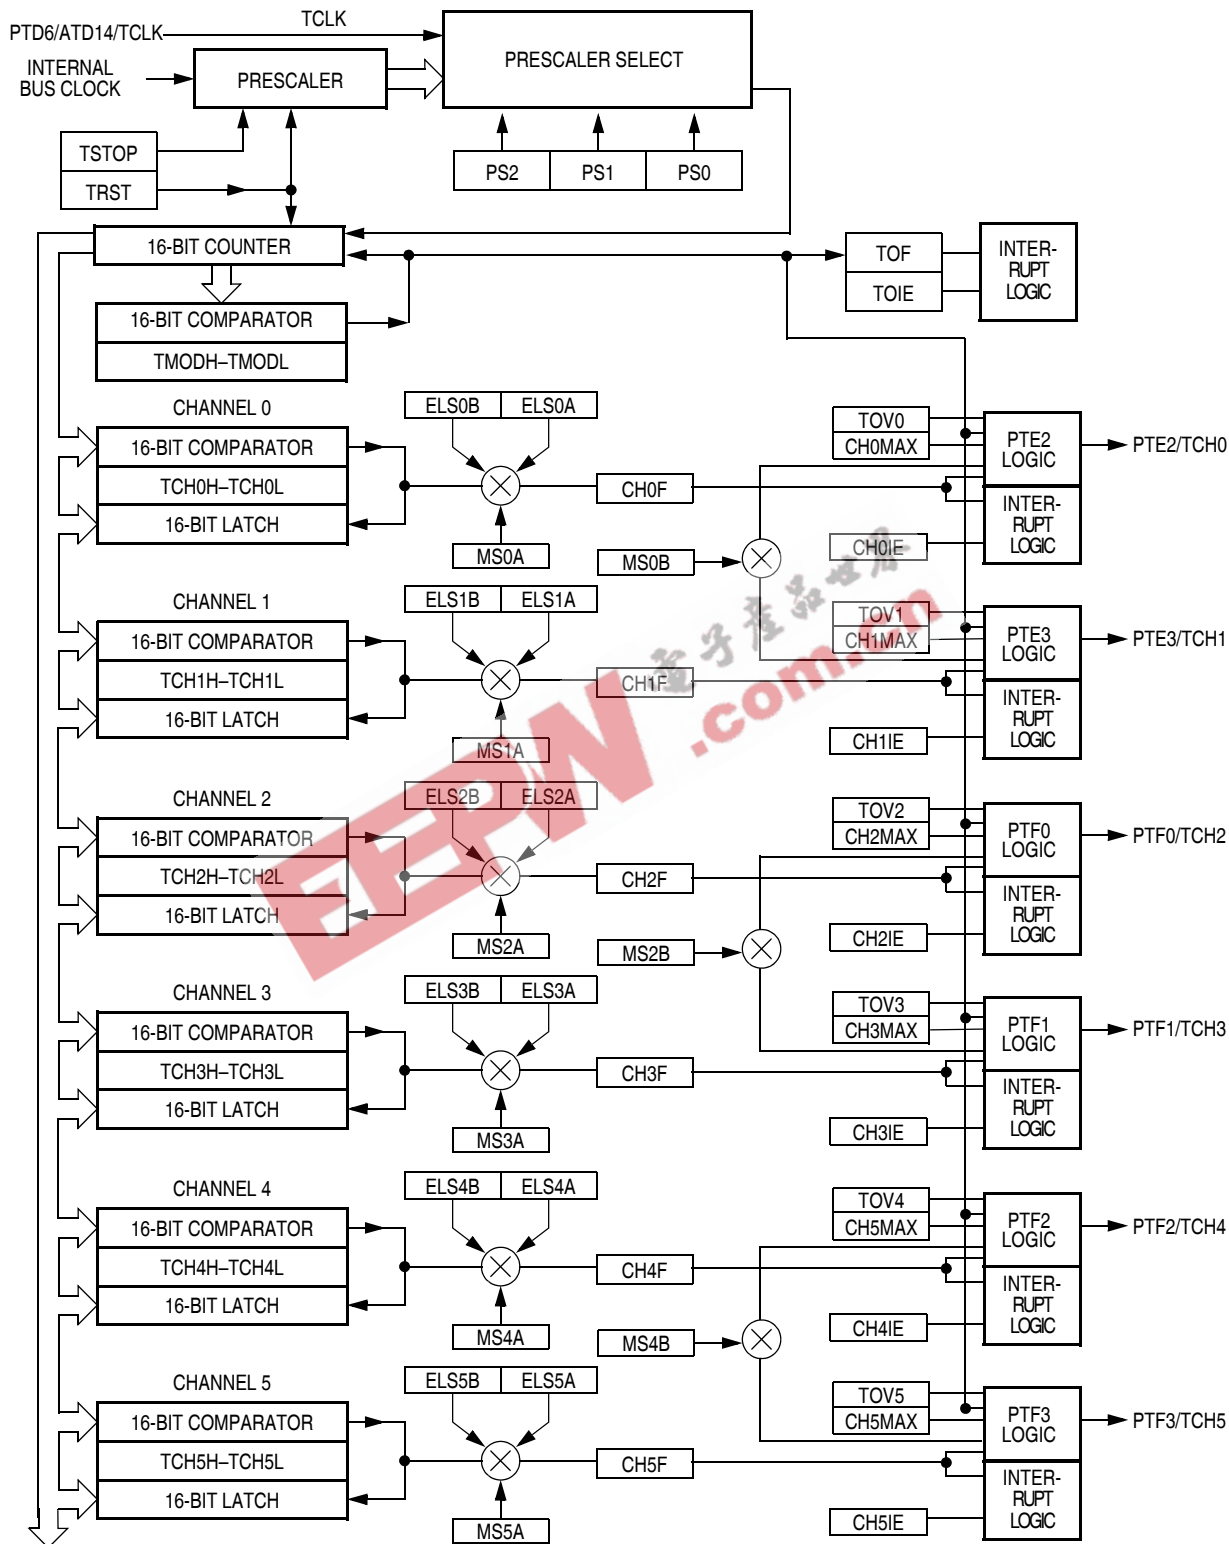 TCLK
PTD6/ATD14/TCLK
PRESCALER SELECT
INTERNAL
BUS CLOCK
PRESCALER
TSTOP
TRST
PS2
PS1
PS0
16-BIT COUNTER
TOF
TOIE
INTER-
RUPT
LOGIC
16-BIT COMPARATOR
TMODH–TMODL
CHANNEL 0
16-BIT COMPARATOR
TCH0H–TCH0L
16-BIT LATCH
ELS0B
ELS0A
MS0A
CH0F
MS0B
TOV0
CH0MAX
CH0IE
PTE2
LOGIC
INTER-
RUPT
LOGIC
PTE2/TCH0
CHANNEL 1
16-BIT COMPARATOR
TCH1H–TCH1L
16-BIT LATCH
ELS1B
ELS1A
MS1A
CH1F
TOV1
CH1MAX
CH1IE
PTE3
LOGIC
INTER-
RUPT
LOGIC
PTE3/TCH1
CHANNEL 2
16-BIT COMPARATOR
TCH2H–TCH2L
16-BIT LATCH
ELS2B
ELS2A
MS2A
CH2F
MS2B
TOV2
CH2MAX
CH2IE
PTF0
LOGIC
INTER-
RUPT
LOGIC
PTF0/TCH2
CHANNEL 3
16-BIT COMPARATOR
TCH3H–TCH3L
16-BIT LATCH
ELS3B
ELS3A
MS3A
CH3F
TOV3
CH3MAX
CH3IE
PTF1
LOGIC
INTER-
RUPT
LOGIC
PTF1/TCH3
CHANNEL 4
16-BIT COMPARATOR
TCH4H–TCH4L
16-BIT LATCH
ELS4B
ELS4A
MS4A
CH4F
MS4B
TOV4
CH5MAX
CH4IE
PTF2
LOGIC
INTER-
RUPT
LOGIC
PTF2/TCH4
CHANNEL 5
16-BIT COMPARATOR
TCH5H–TCH5L
16-BIT LATCH
ELS5B
ELS5A
MS5A
CH5F
TOV5
CH5MAX
CH5IE
PTF3
LOGIC
INTER-
RUPT
LOGIC
PTF3/TCH5
電子產品世界
EEPW.com.cn